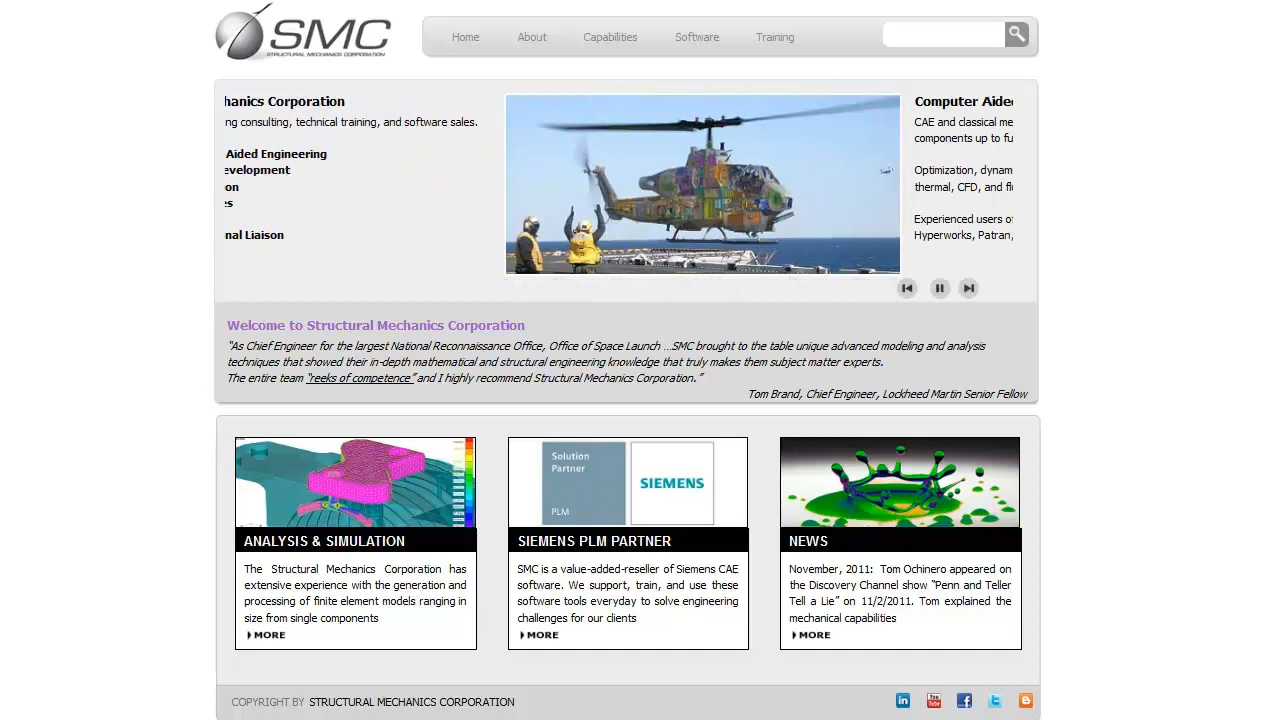 SMC
STRUCTURAL MECHANICS CORPORATION
Home About Capabilities Software Training
hanics Corporation
ng consulting, technical training, and software sales.
Aided Engineering
evelopment
on
es
nal Liaison
Computer Aided
CAE and classical me
components up to fu
Optimization, dynam
thermal, CFD, and fl
Experienced users of
Hyperworks, Patran,
Welcome to Structural Mechanics Corporation
“As Chief Engineer for the largest National Reconnaissance Office, Office of Space Launch ...SMC brought to the table unique advanced modeling and analysis
techniques that showed their in-depth mathematical and structural engineering knowledge that truly makes them subject matter experts.
The entire team “reeks of competence” and I highly recommend Structural Mechanics Corporation.”
Tom Brand, Chief Engineer, Lockheed Martin Senior Fellow
ANALYSIS & SIMULATION
The Structural Mechanics Corporation has
extensive experience with the generation and
processing of finite element models ranging in
size from single components
MORE
Solution
Partner
PLM
SIEMENS
SIEMENS PLM PARTNER
SMC is a value-added-reseller of Siemens CAE
software. We support, train, and use these
software tools everyday to solve engineering
challenges for our clients
MORE
NEWS
November, 2011: Tom Ochinero appeared on
the Discovery Channel show “Penn and Teller
Tell a Lie” on 11/2/2011. Tom explained the
mechanical capabilities
MORE
COPYRIGHT BY STRUCTURAL MECHANICS CORPORATION
in
You
Tube
f
t